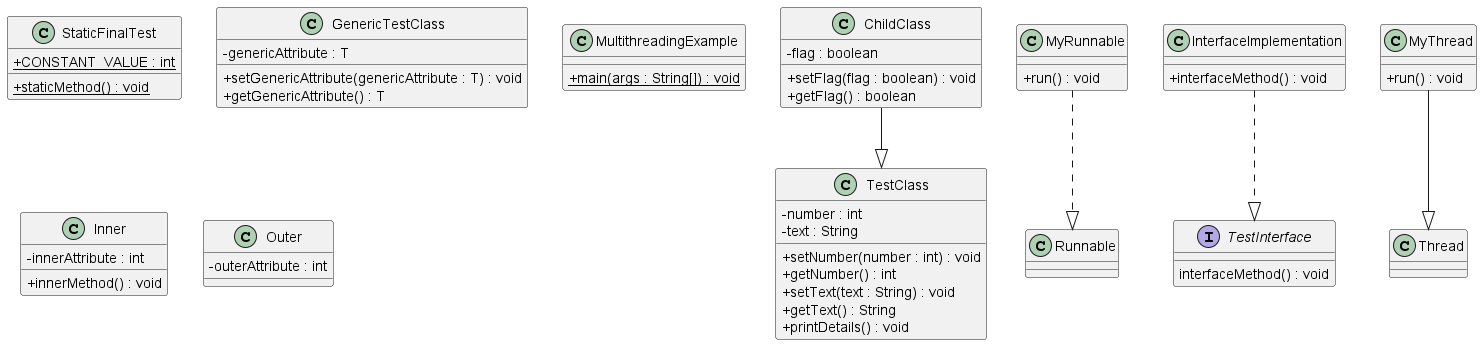 C StaticFinalTest
+CONSTANT_VALUE : int
+staticMethod() : void
C GenericTestClass
-genericAttribute : T
+setGenericAttribute(genericAttribute : T) : void
+getGenericAttribute() : T
C MultithreadingExample
+main(args : String[]) : void
C ChildClass
-flag : boolean
+setFlag(flag : boolean) : void
+getFlag() : boolean
C MyRunnable
+run() : void
C InterfaceImplementation
+interfaceMethod() : void
C MyThread
+run() : void
C Inner
-innerAttribute : int
+innerMethod() : void
C Outer
-outerAttribute : int
C TestClass
-number : int
-text : String
+setNumber(number : int) : void
+getNumber() : int
+setText(text : String) : void
+getText() : String
+printDetails() : void
C Runnable
I TestInterface
interfaceMethod() : void
C Thread